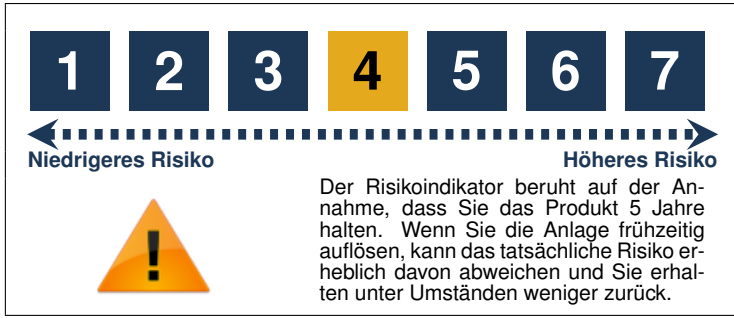 1 2 3 4 5 6 7
Niedrigeres Risiko Höheres Risiko
Der Risikoindikator beruht auf der An-
nahme, dass Sie das Produkt 5 Jahre
halten. Wenn Sie die Anlage frühzeitig
auflösen, kann das tatsächliche Risiko er-
heblich davon abweichen und Sie erhal-
ten unter Umständen weniger zurück.